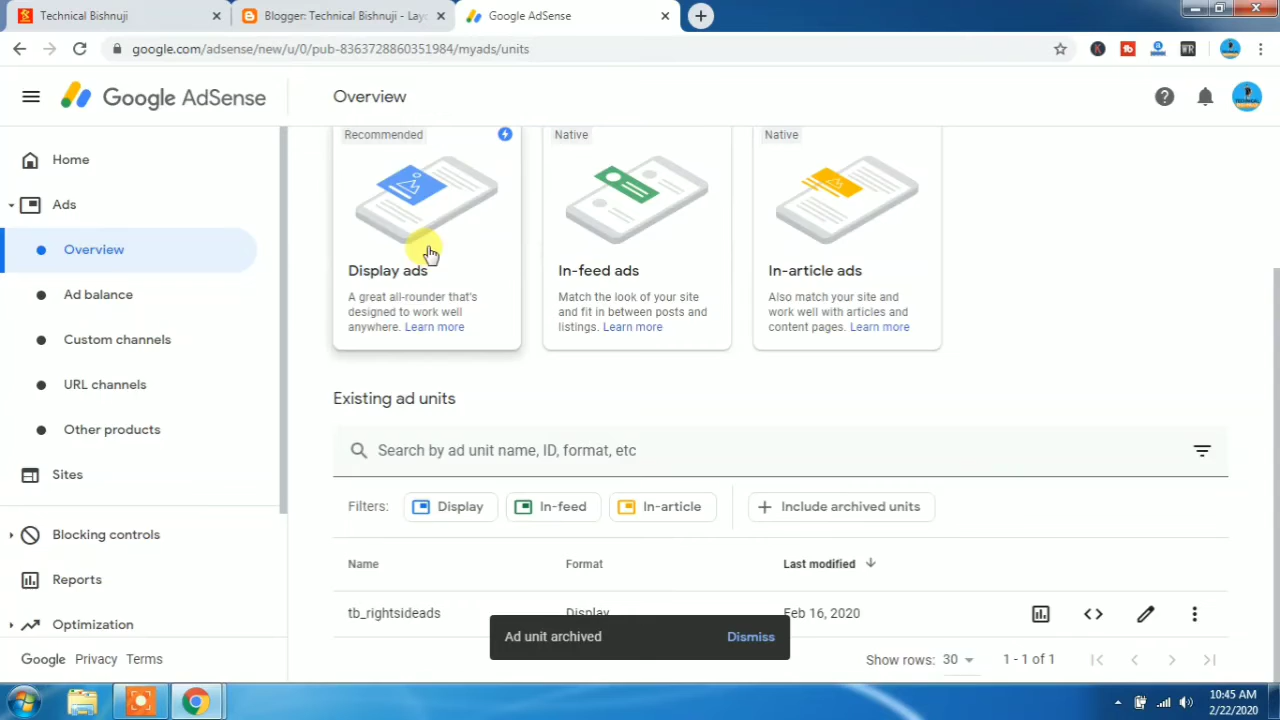 Technical Bishnuji
Blogger: Technical Bishnuji - Layo
Google AdSense
google.com/adsense/new/u/0/pub-8363728860351984/myads/units
Google AdSense
Overview
Home
Ads
Overview
Ad balance
Custom channels
URL channels
Other products
Sites
Blocking controls
Reports
Optimization
Google Privacy Terms
Recommended
Display ads
A great all-rounder that's
designed to work well
anywhere. Learn more
Native
In-feed ads
Match the look of your site
and fit in between posts and
listings. Learn more
Native
In-article ads
Also match your site and
work well with articles and
content pages. Learn more
Existing ad units
Search by ad unit name, ID, format, etc
Filters: Display In-feed In-article Include archived units
Name Format Last modified
tb_rightsideads Display Feb 16, 2020
Ad unit archived Dismiss
Show rows: 30 1 - 1 of 1
10:45 AM
2/22/2020